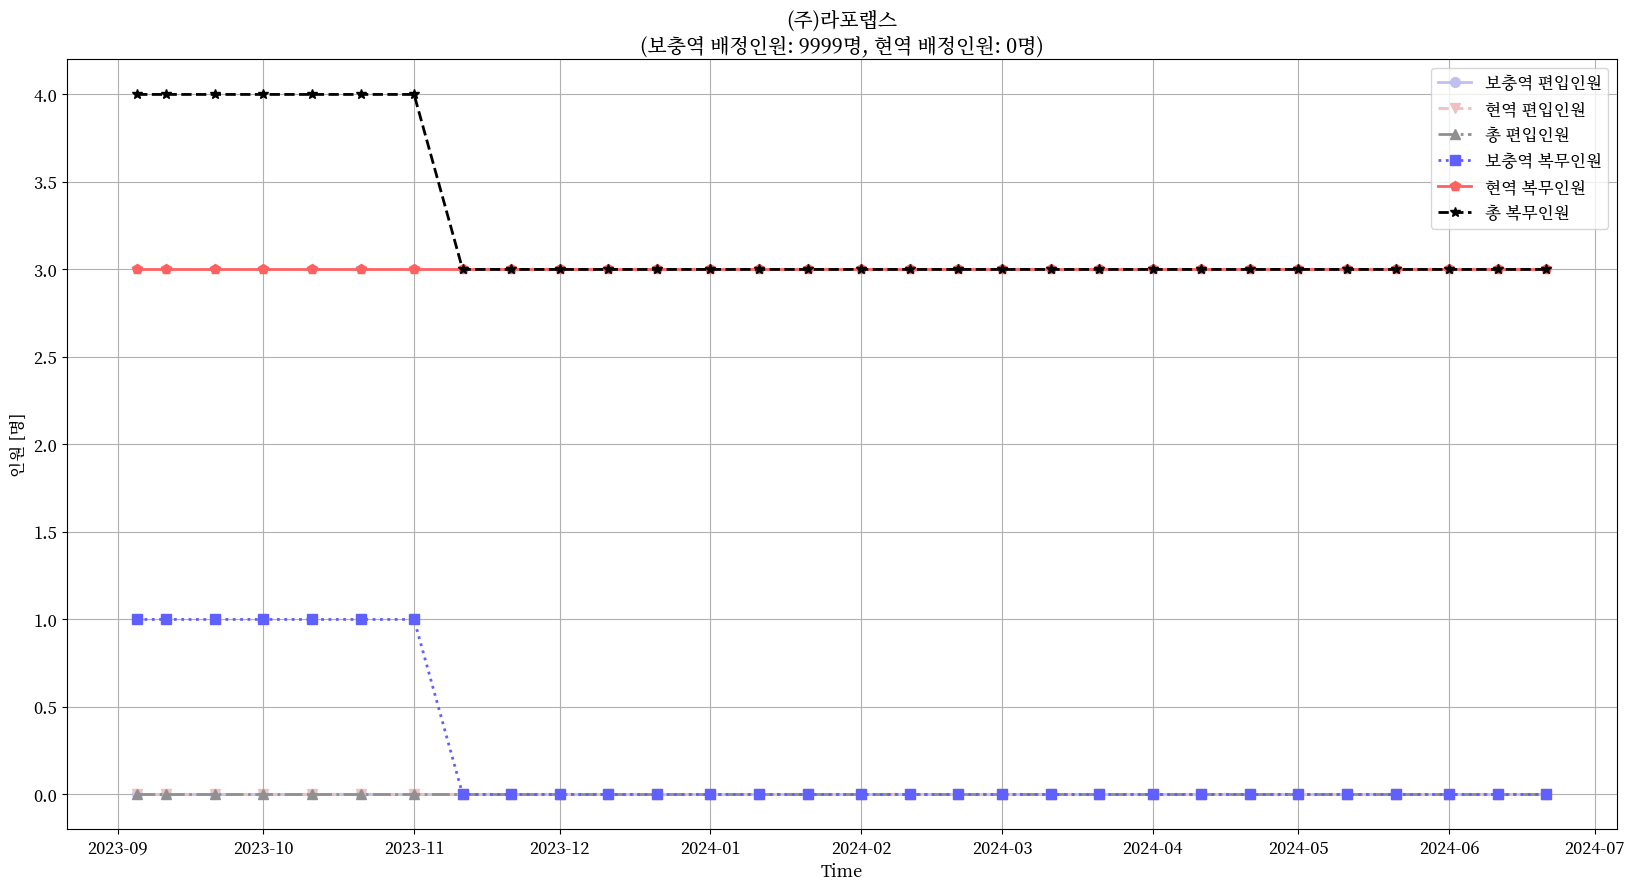 (주)라포랩스
(보충역 배정인원: 9999명, 현역 배정인원: 0명)
보충역 편입인원
현역 편입인원
총 편입인원
보충역 복무인원
현역 복무인원
총 복무인원
4.0
3.5
3.0
2.5
2.0
1.5
1.0
0.5
0.0
인원 [명]
2023-09 2023-10 2023-11 2023-12 2024-01 2024-02 2024-03 2024-04 2024-05 2024-06 2024-07
Time